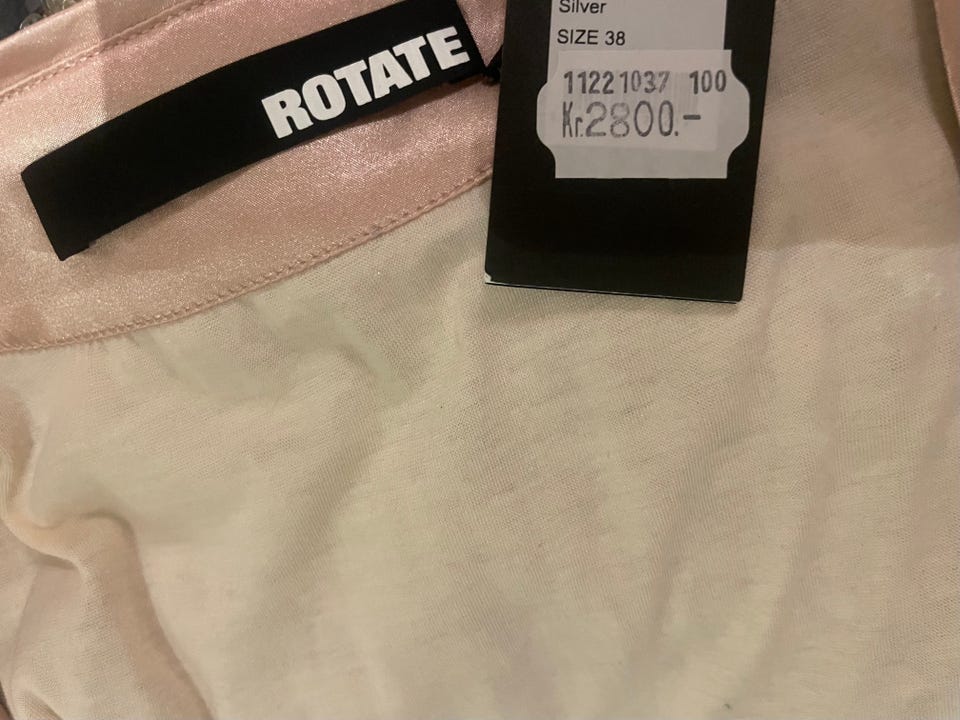 ROTATE
Silver
SIZE 38
1122 1037 100
Kr.2800.-